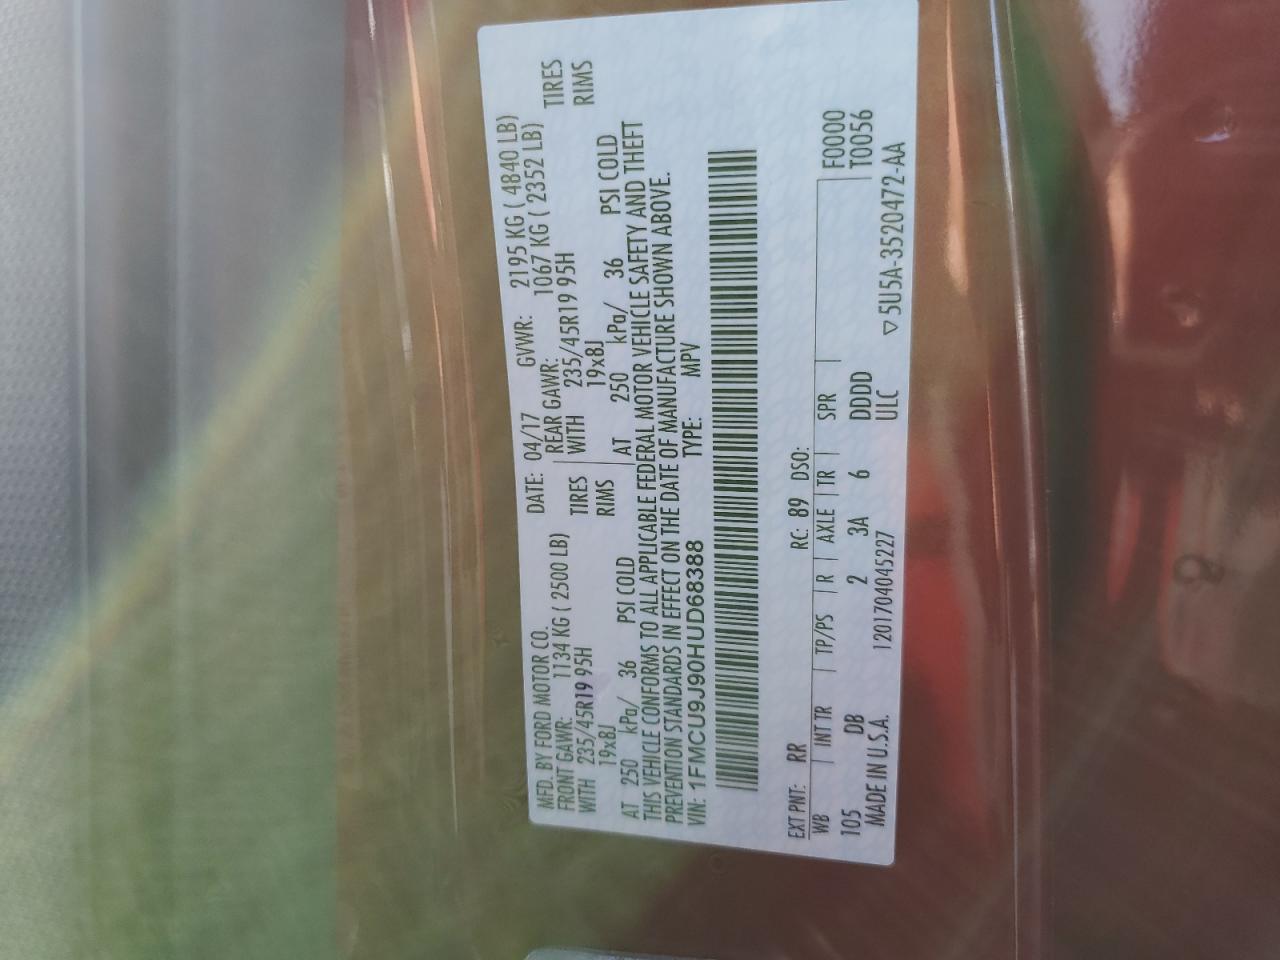 MFD. BY FORD MOTOR CO. DATE: 04/17 GVWR: 2195 KG ( 4840 LB)
FRONT GAWR: 1134 KG ( 2500 LB) REAR GAWR: 1067 KG ( 2352 LB)
WITH 235/45R19 95H TIRES WITH 235/45R19 95H TIRES
19x8J RIMS 19x8J RIMS
AT 250 kPa/ 36 PSI COLD AT 250 kPa/ 36 PSI COLD
THIS VEHICLE CONFORMS TO ALL APPLICABLE FEDERAL MOTOR VEHICLE SAFETY AND THEFT
PREVENTION STANDARDS IN EFFECT ON THE DATE OF MANUFACTURE SHOWN ABOVE.
VIN: 1FMCU9J90HUD68388 TYPE: MPV
EXT PNT: RR RC: 89 DSO:
WB INT TR TP/PS R AXLE TR SPR F0000
105 DB 2 3A 6 DDDD T0056
MADE IN U.S.A. 1201704045227 ULC ▽5U5A-3520472-AA